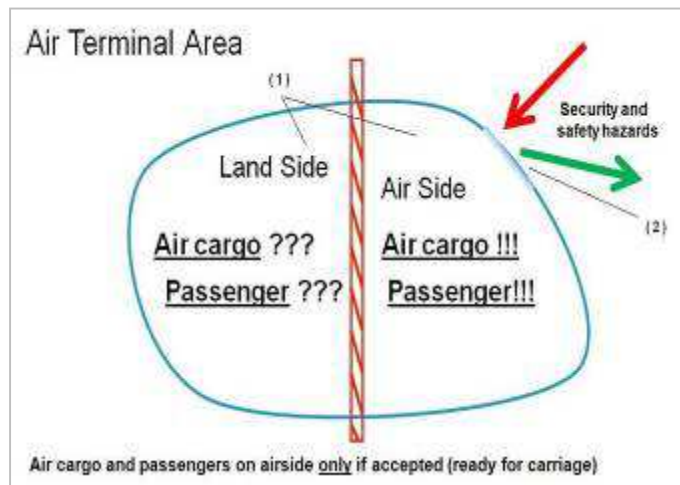 Air Terminal Area
(1)
Security and
safety hazards
Land Side
Air Side
(2)
Air cargo ???
Air cargo !!!
Passenger ???
Passenger!!!
Air cargo and passengers on airside only if accepted (ready for carriage)